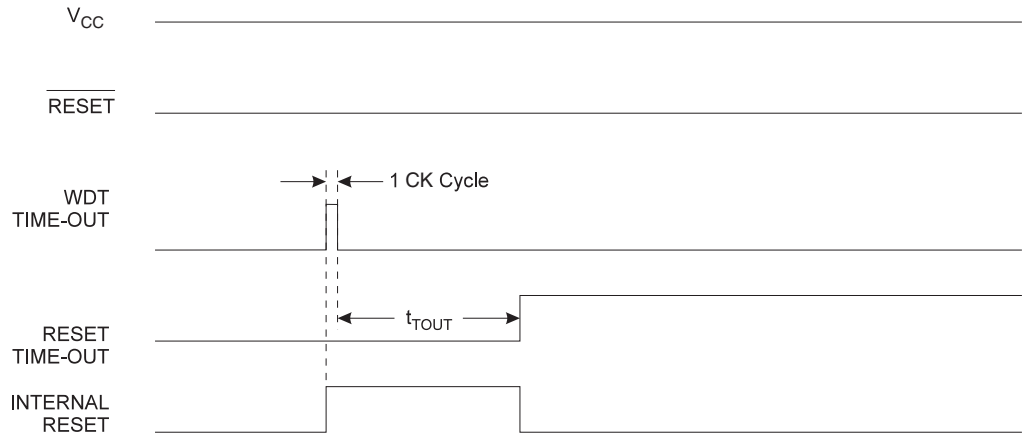 VCC
RESET
WDT
TIME-OUT
1 CK Cycle
RESET
TIME-OUT
tTOUT
INTERNAL
RESET